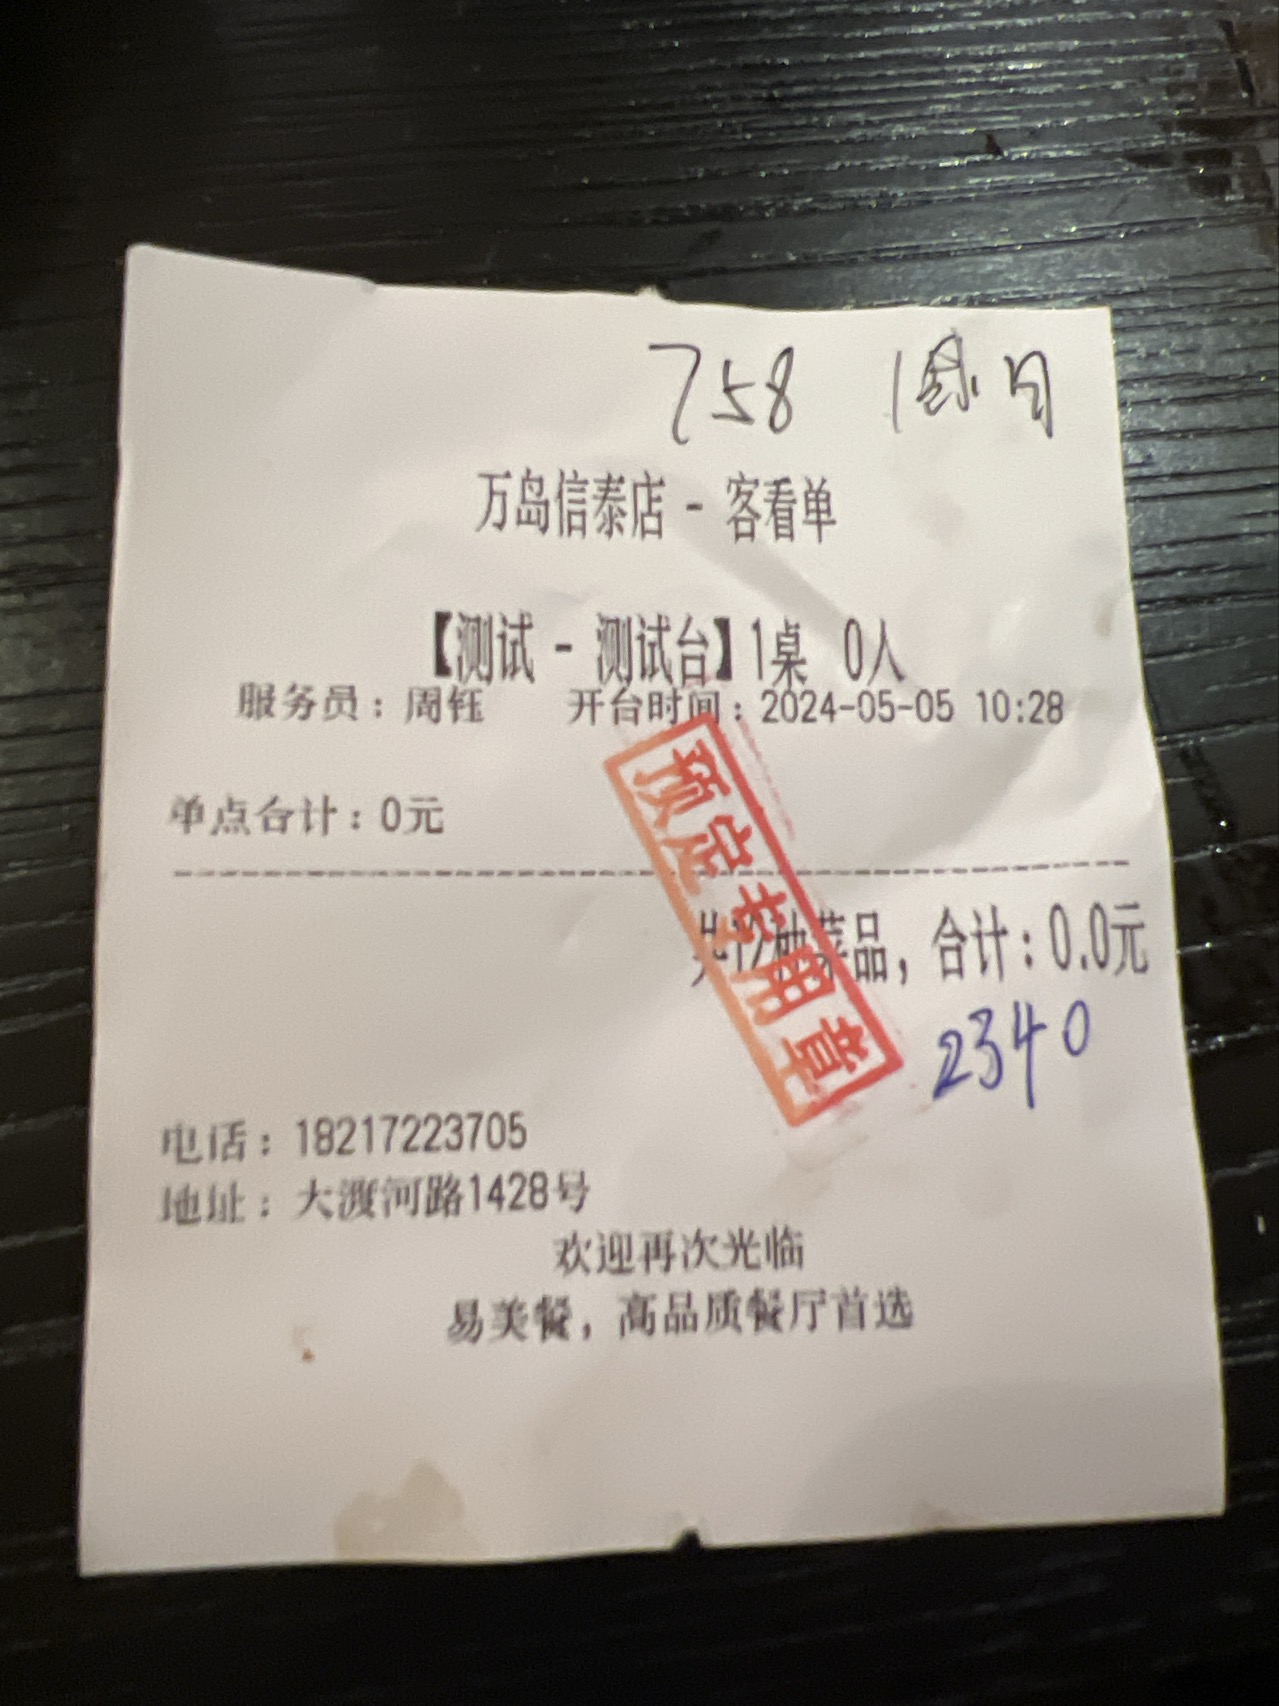 758
万岛信泰店 - 客看单
【测试 - 测试台】1桌 0人
服务员：周钰 开台时间：2024-05-05 10:28
单点合计：0元
预定专用章
共12种菜品，合计：0.0元
2340
电话：18217223705
地址：大渡河路1428号
欢迎再次光临
易美餐，高品质餐厅首选